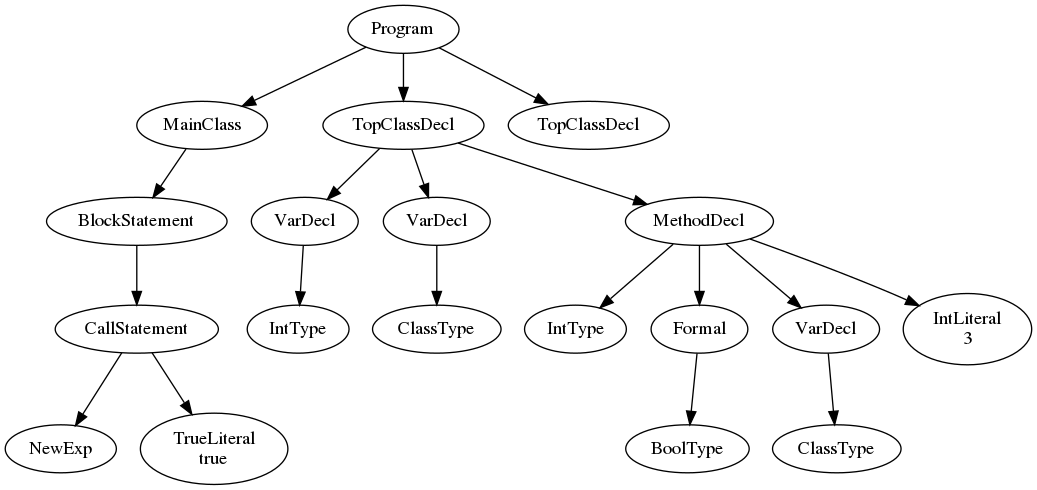 Program
MainClass
TopClassDecl
TopClassDecl
BlockStatement
VarDecl
VarDecl
MethodDecl
CallStatement
IntType
ClassType
IntType
Formal
VarDecl
IntLiteral
3
NewExp
TrueLiteral
true
BoolType
ClassType